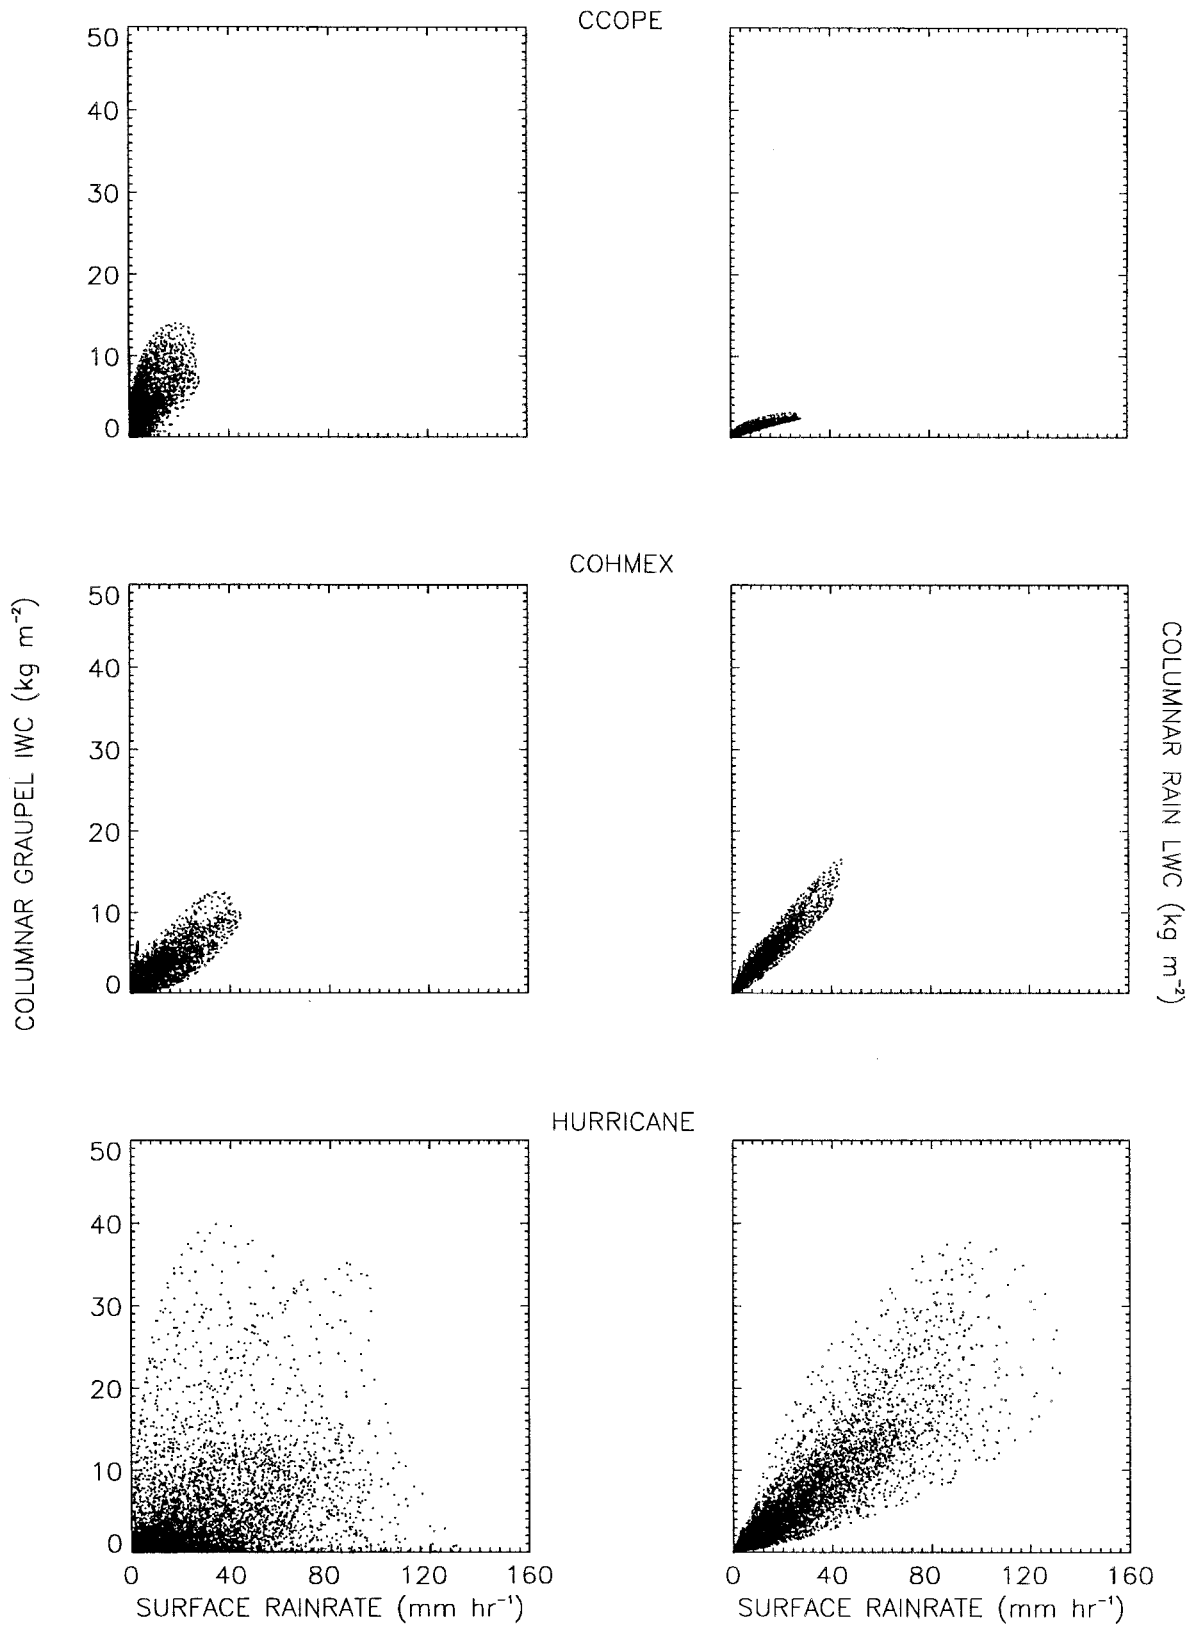 CCOPE
50
40
30
20
10
0
COHMEX
50
40
30
20
10
0
COLUMNAR GRAUPEL IWC (kg m⁻²)
COLUMNAR RAIN LWC (kg m⁻²)
HURRICANE
50
40
30
20
10
0
0 40 80 120 160
0 40 80 120 160
SURFACE RAINRATE (mm hr⁻¹)
SURFACE RAINRATE (mm hr⁻¹)